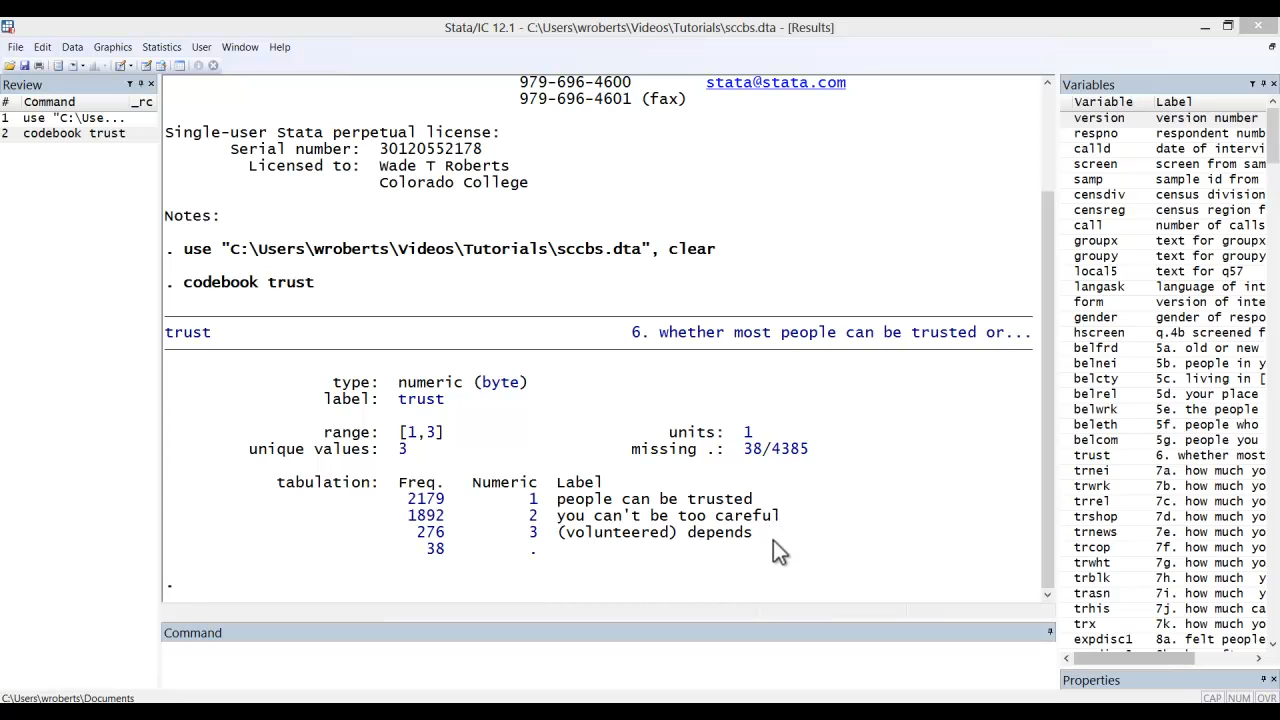 Stata/IC 12.1 - C:\Users\wroberts\Videos\Tutorials\sccbs.dta - [Results]
File Edit Data Graphics Statistics User Window Help
Review
# Command _rc
1 use "C:\Use...
2 codebook trust
979-696-4600 stata@stata.com
979-696-4601 (fax)
Single-user Stata perpetual license:
Serial number: 30120552178
Licensed to: Wade T Roberts
Colorado College
Notes:
. use "C:\Users\wroberts\Videos\Tutorials\sccbs.dta", clear
. codebook trust
trust 6. whether most people can be trusted or...
type: numeric (byte)
label: trust
range: [1,3] units: 1
unique values: 3 missing .: 38/4385
tabulation: Freq. Numeric Label
2179 1 people can be trusted
1892 2 you can't be too careful
276 3 (volunteered) depends
38 .
.
Command
Variables
Variable Label
version version number
respno respondent numb
calld date of intervi
screen screen from sam
samp sample id from
censdiv census division
censreg census region f
call number of calls
groupx text for groupx
groupy text for groupy
local5 text for q57
langask language of int
form version of inte
gender gender of respo
hscreen q.4b screened f
belfrd 5a. old or new
belnei 5b. people in y
belcty 5c. living in [
belrel 5d. your place
belwrk 5e. the people
beleth 5f. people who
belcom 5g. people you
trust 6. whether most
trnei 7a. how much yo
trwrk 7b. how much yo
trrel 7c. how much yo
trshop 7d. how much yo
trnews 7e. how much yo
trcop 7f. how much yo
trwht 7g. how much yo
trblk 7h. how much y
trasn 7i. how much y
trhis 7j. how much ca
trx 7k. how much yo
expdisc1 8a. felt people
Properties
C:\Users\wroberts\Documents
CAP NUM OVR